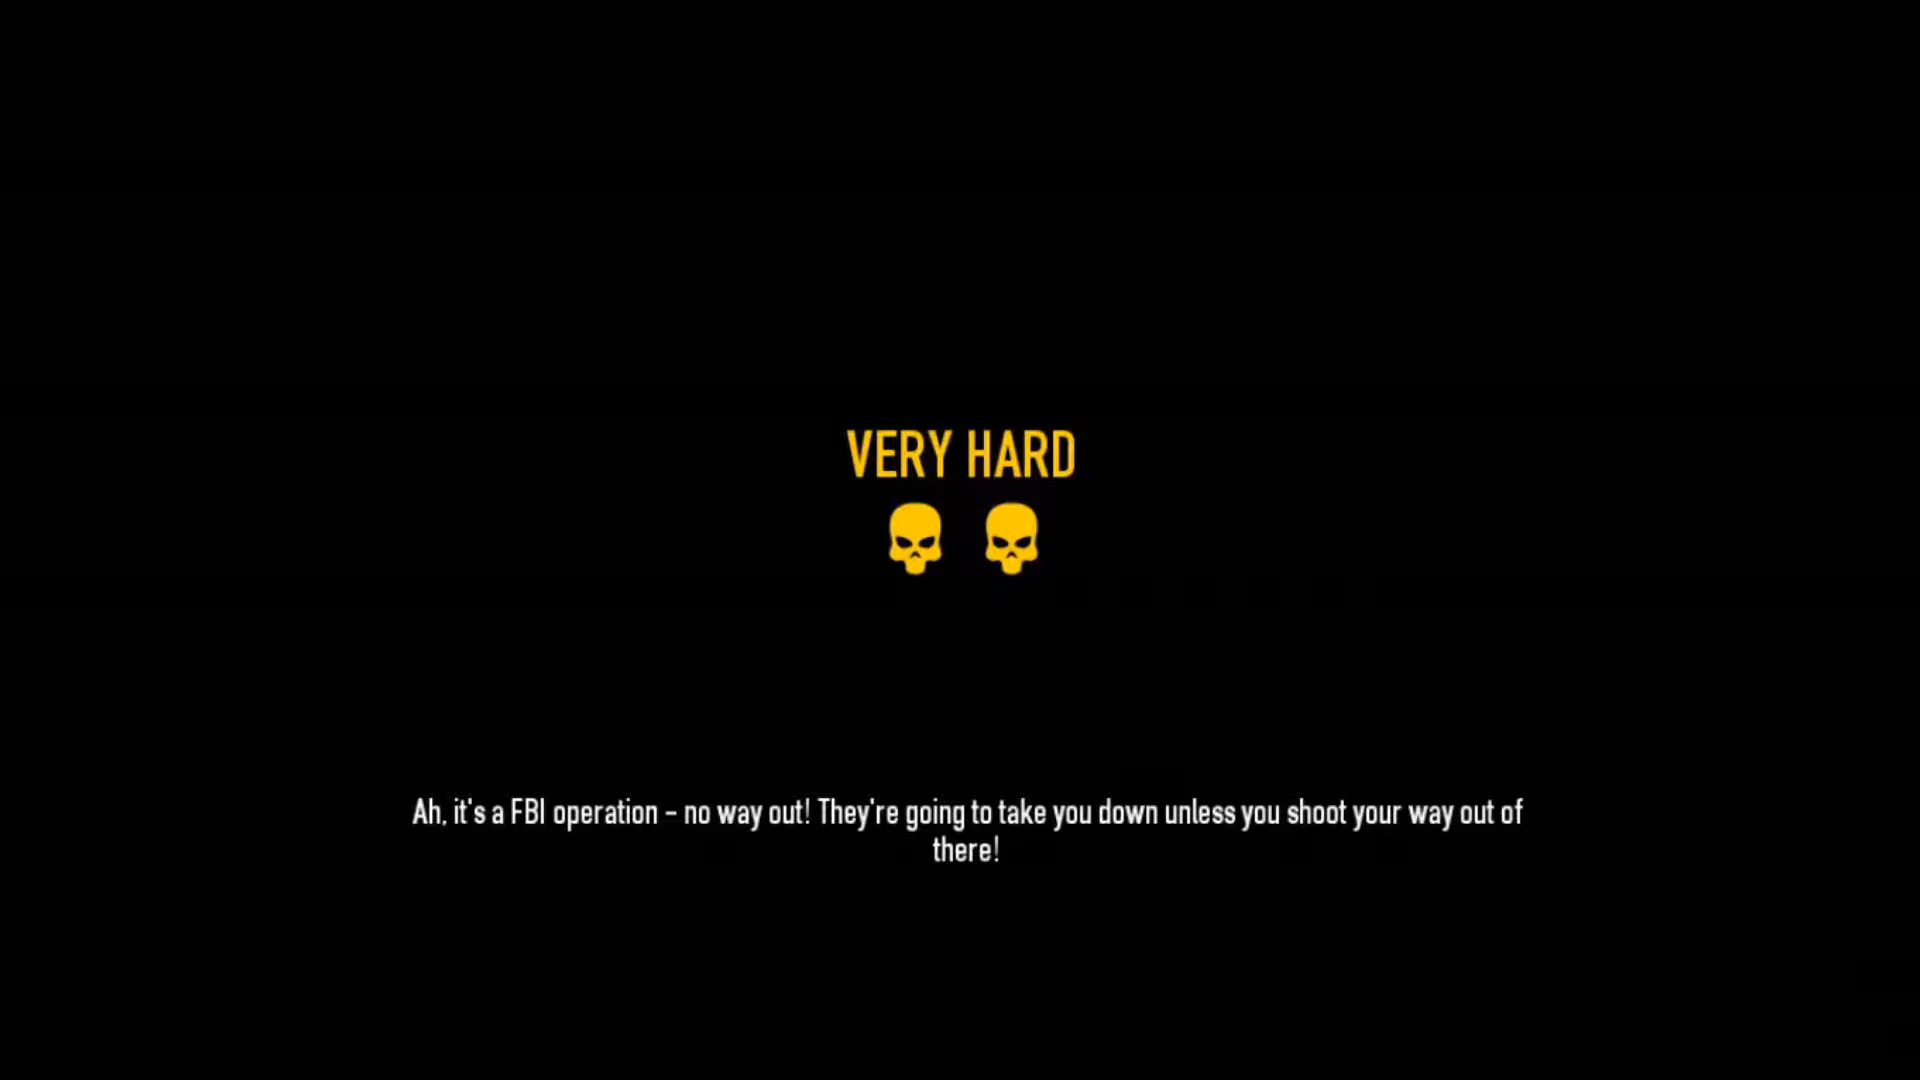 VERY HARD
Ah, it's a FBI operation - no way out! They're going to take you down unless you shoot your way out of
there!